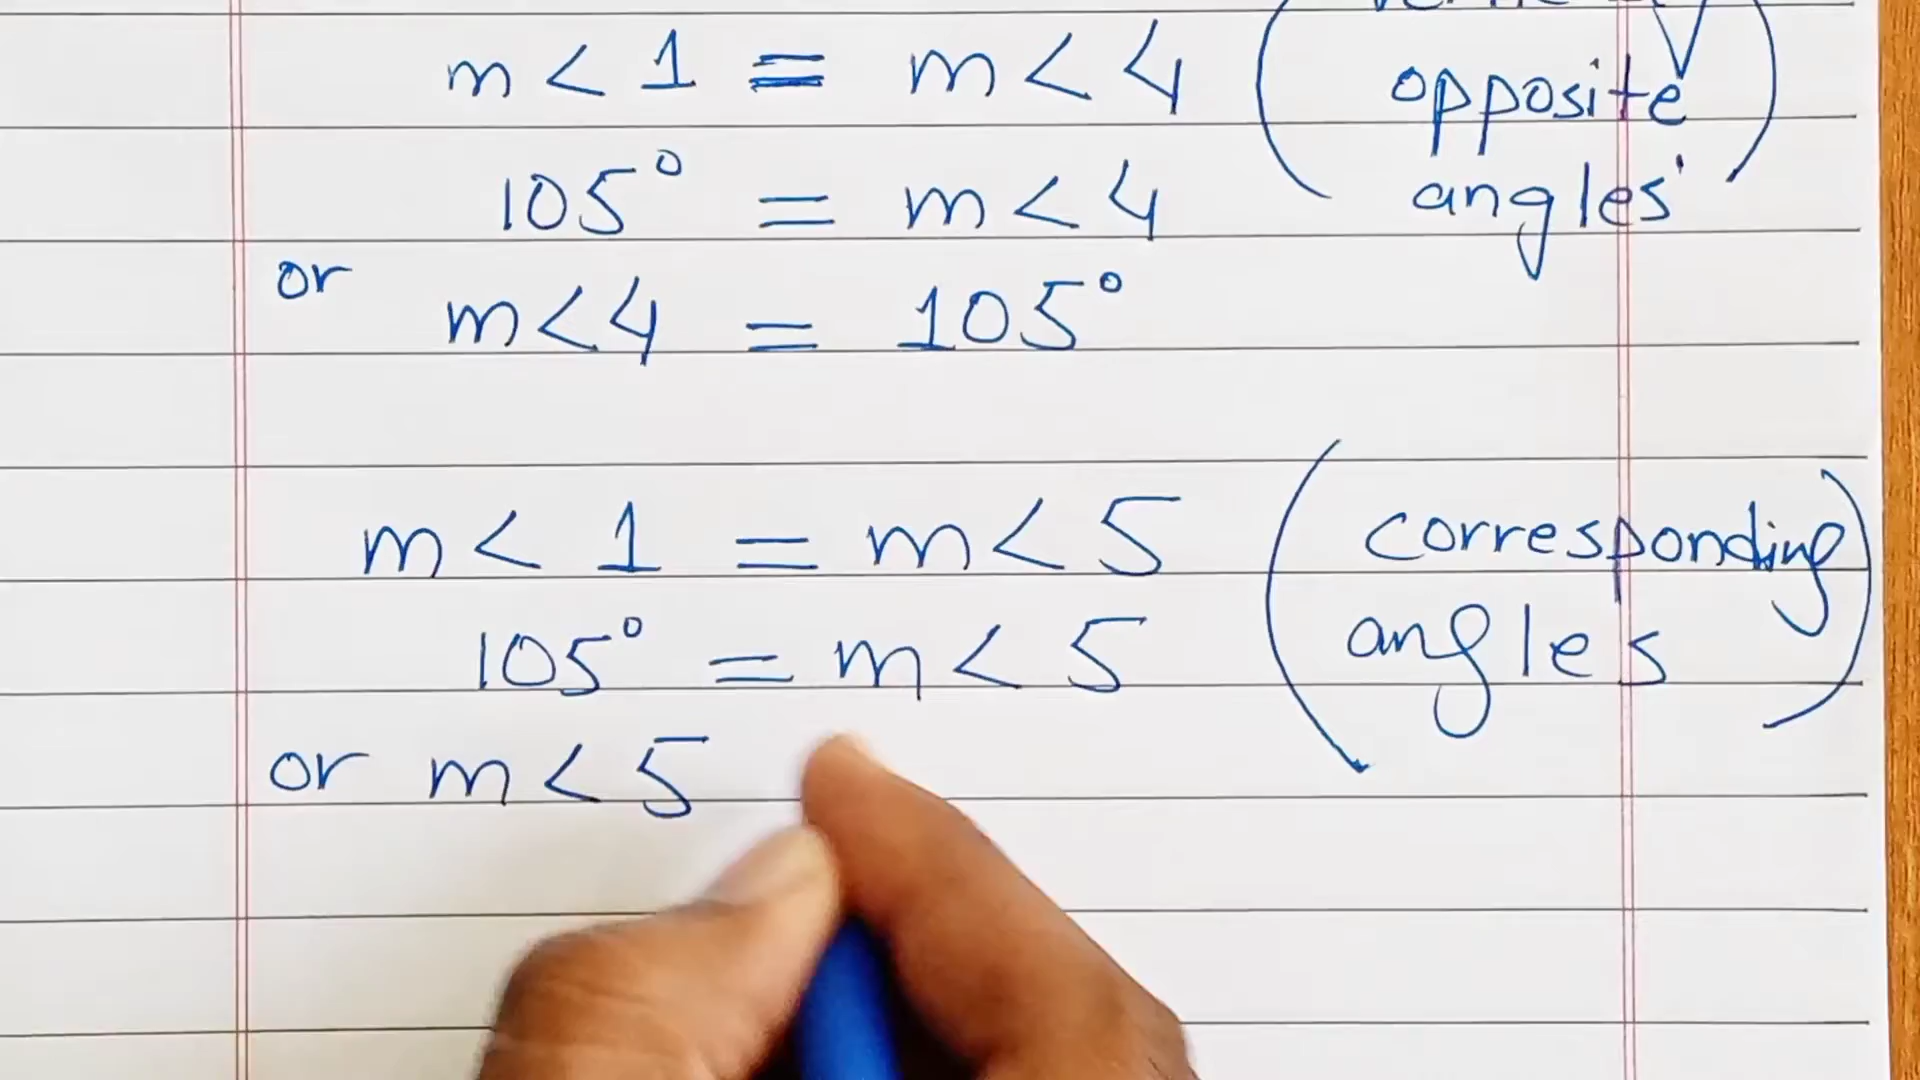 m < 1 = m < 4 (
opposite
105° = m < 4 angles )
or m < 4 = 105°
m < 1 = m < 5 ( corresponding
105° = m < 5 angles )
or m < 5